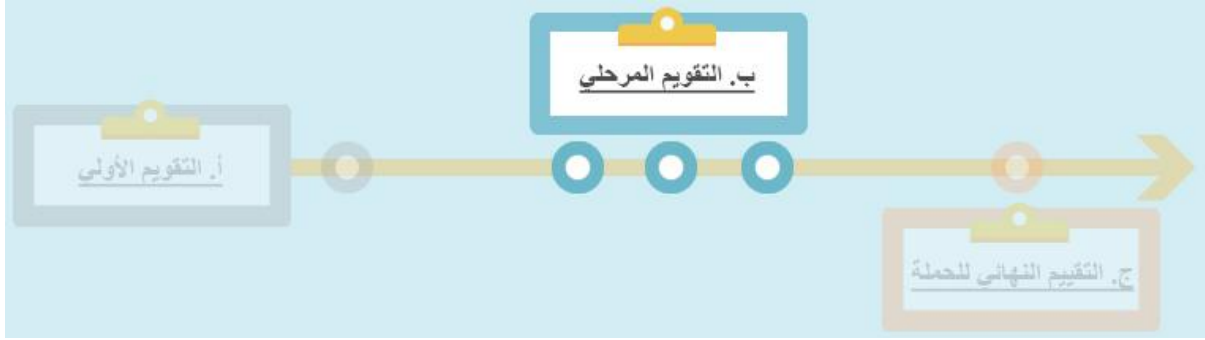 ب. التقويم المرحلي
أ. التقويم الأولي
ج. التقييم النهائي للحملة